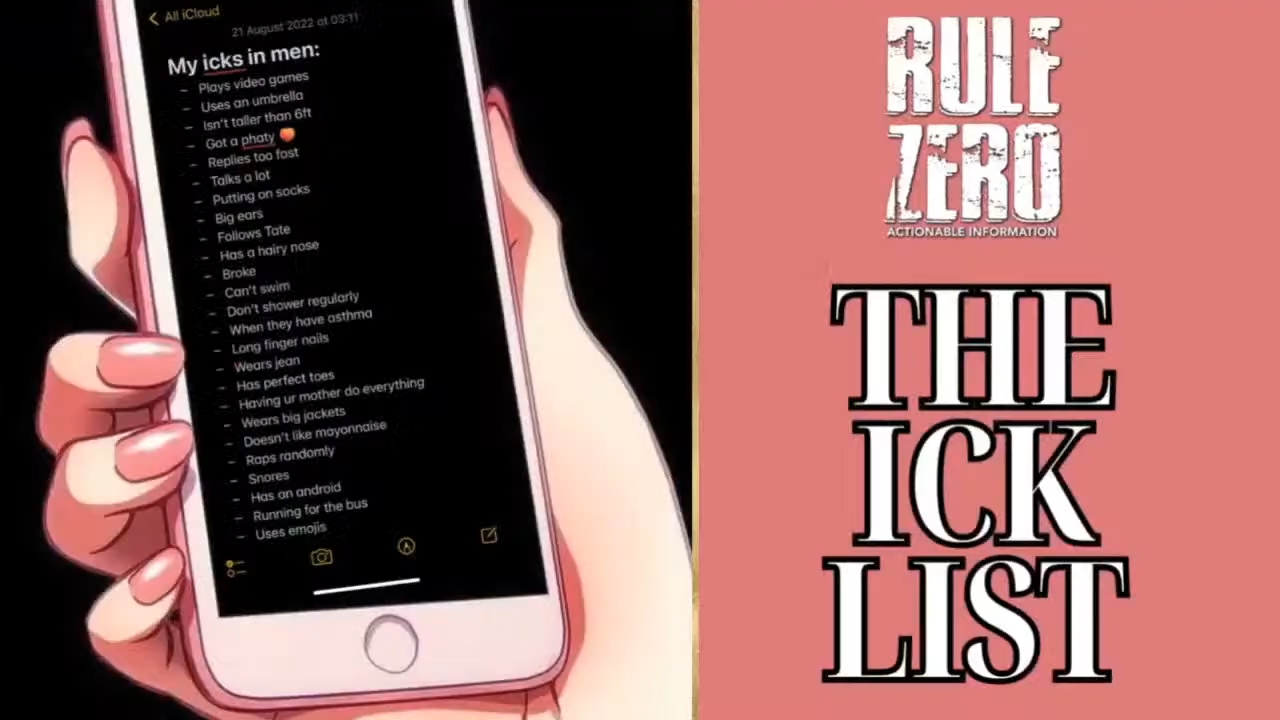 All iCloud
21 August 2022 at 03:11
My icks in men:
– Plays video games
– Uses an umbrella
– Isn't taller than 6ft
– Got a phaty 🍑
– Replies too fast
– Talks a lot
– Putting on socks
– Big ears
– Follows Tate
– Has a hairy nose
– Broke
– Can't swim
– Don't shower regularly
– When they have asthma
– Long finger nails
– Wears jean
– Has perfect toes
– Having ur mother do everything
– Wears big jackets
– Doesn't like mayonnaise
– Raps randomly
– Snores
– Has an android
– Running for the bus
– Uses emojis
RULE
ZERO
ACTIONABLE INFORMATION
THE
ICK
LIST